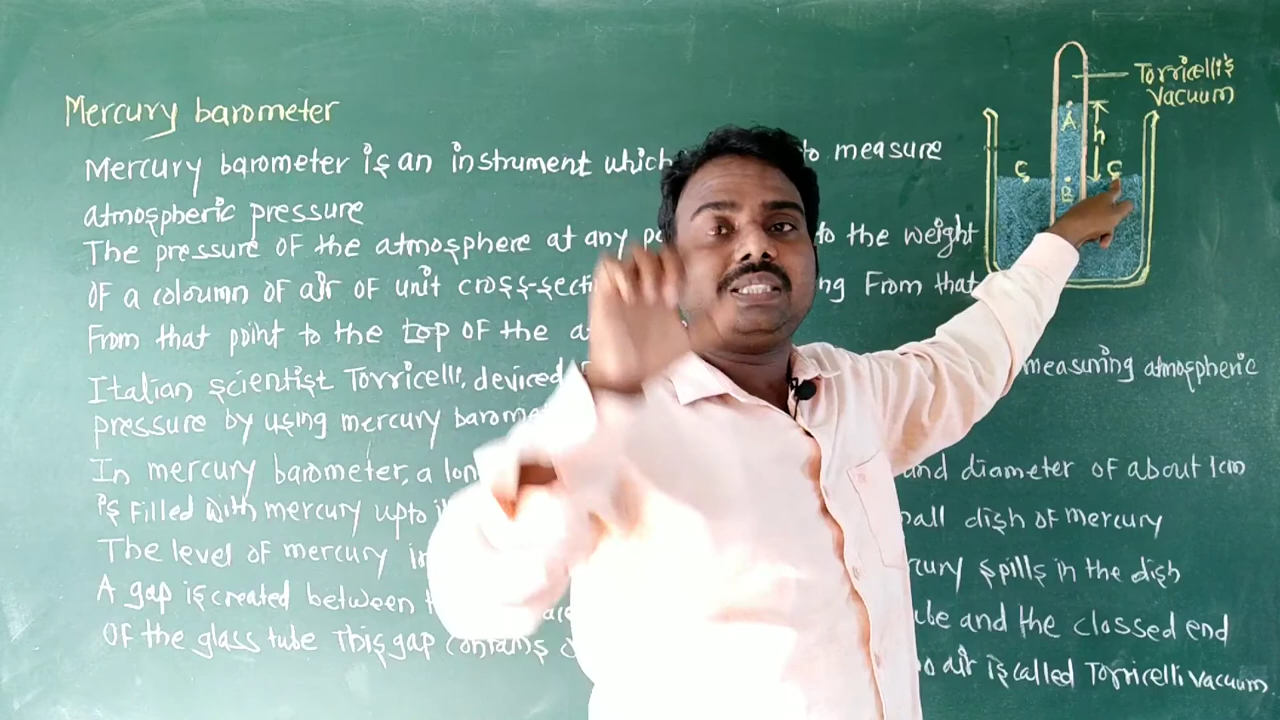 Mercury barometer
Torricelli's
vacuum
A
h
C
C
B
Mercury barometer is an instrument which to measure
atmospheric pressure
The pressure of the atmosphere at any to the weight
of a coloumn of air of unit cross-secti ng From that
From that point to the top of the a
Italian scientist Torricelli, deviced measuring atmospheric
pressure by using mercury barome
In mercury barometer, a lon and diameter of about 1cm
is Filled with mercury upto all dish of mercury
The level of mercury in rcury spills in the dish
A gap is created between ube and the classed end
of the glass tube This gap contains o air is called Torricelli vacuum.